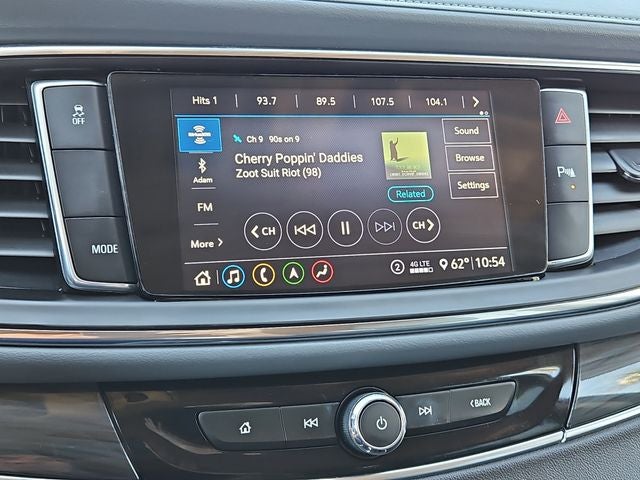 Hits 1 93.7 89.5 107.5 104.1
OFF
SiriusXM
Ch 9 90s on 9
Sound
Cherry Poppin' Daddies
Zoot Suit Riot (98)
Browse
Adam
Related
Settings
FM
MODE
CH
CH
More
2 4G LTE 62° 10:54
P
BACK